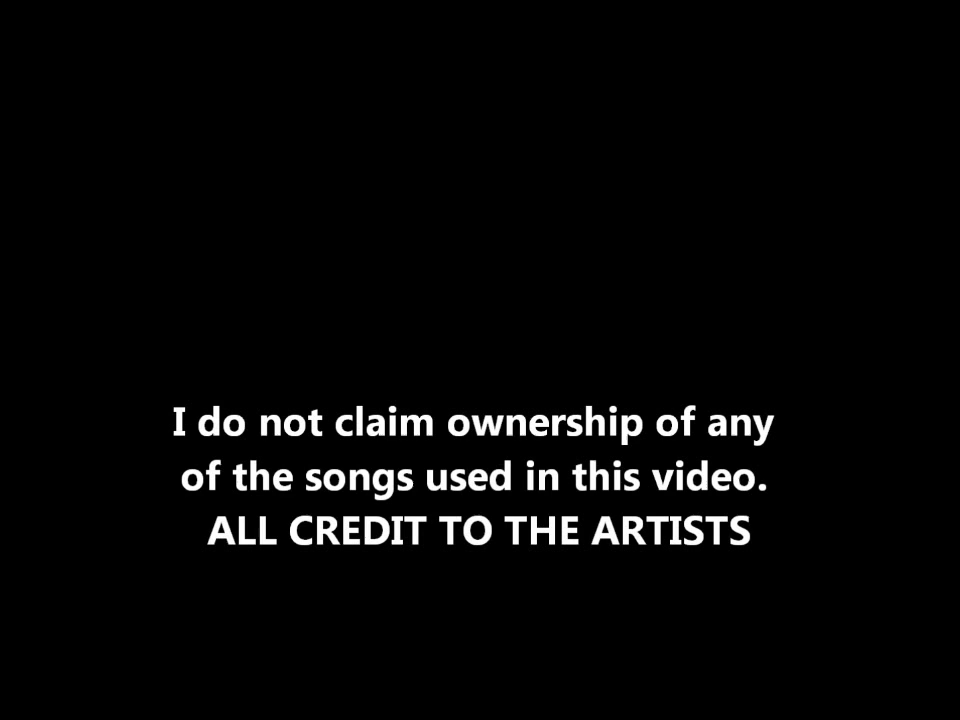 I do not claim ownership of any
of the songs used in this video.
ALL CREDIT TO THE ARTISTS